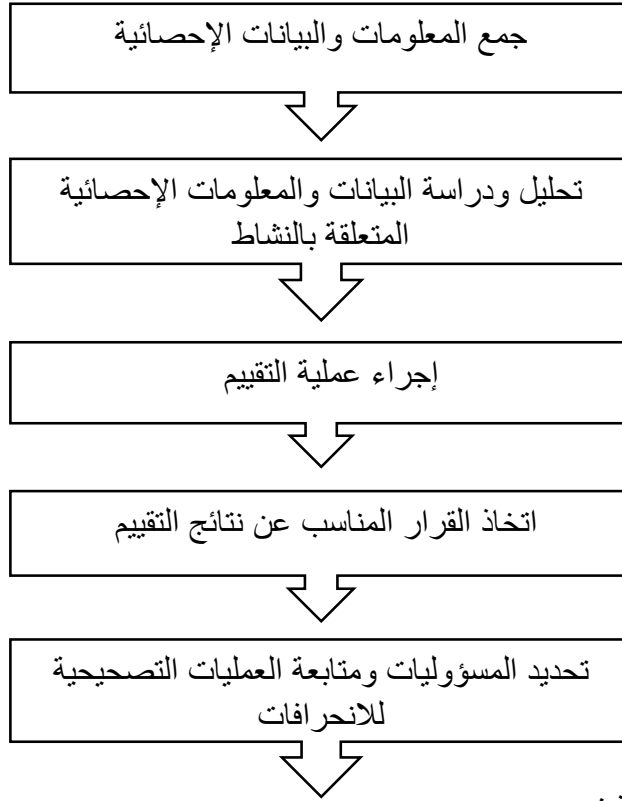 جمع المعلومات والبيانات الإحصائية
تحليل ودراسة البيانات والمعلومات الإحصائية
المتعلقة بالنشاط
إجراء عملية التقييم
اتخاذ القرار المناسب عن نتائج التقييم
تحديد المسؤوليات ومتابعة العمليات التصحيحية
للانحرافات